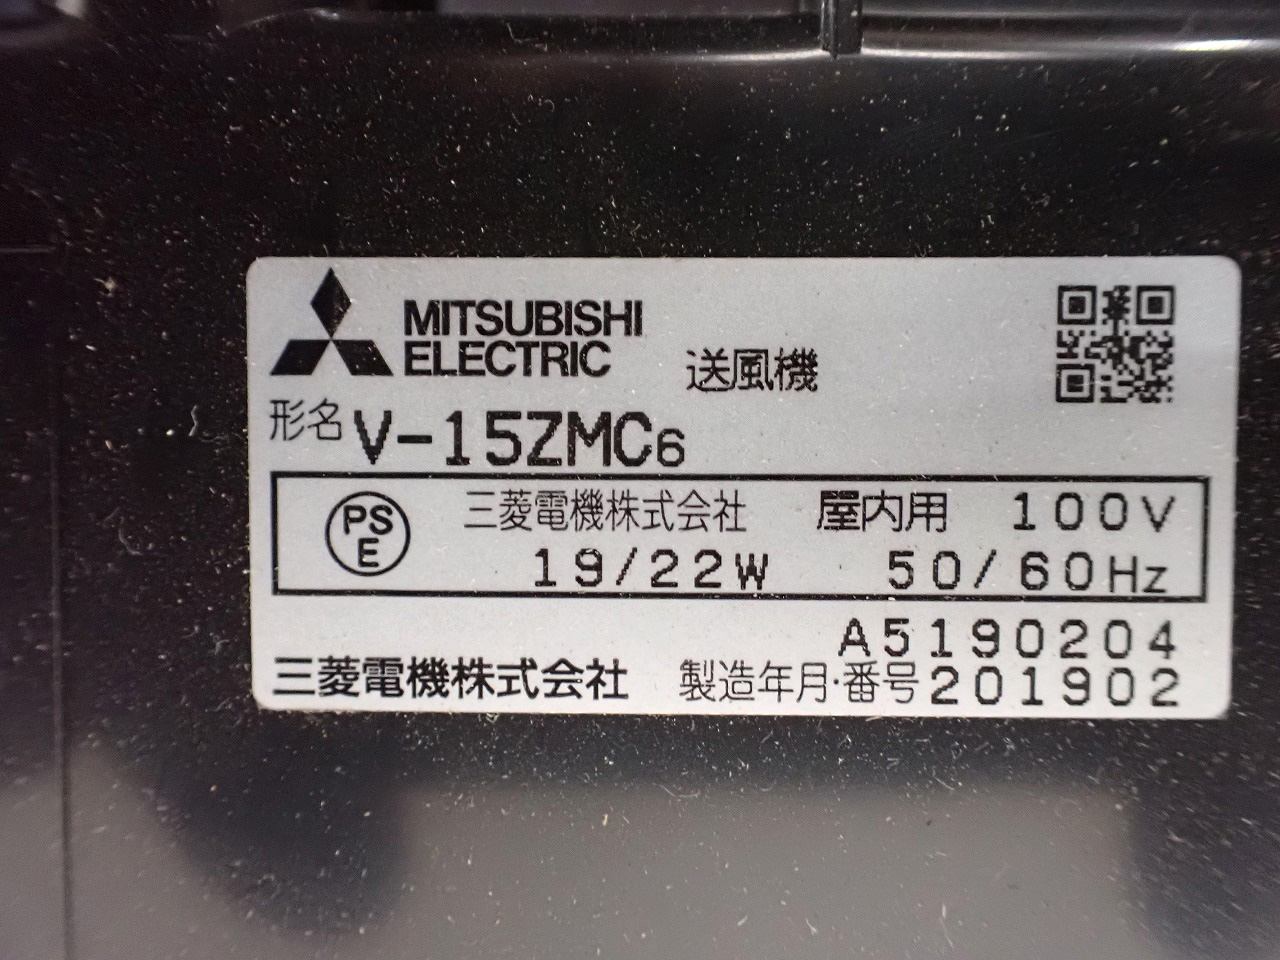 MITSUBISHI
ELECTRIC 送風機
形名 V-15ZMC6
PS
E
三菱電機株式会社 屋内用 100V
19/22W 50/60Hz
A5190204
三菱電機株式会社 製造年月・番号 201902